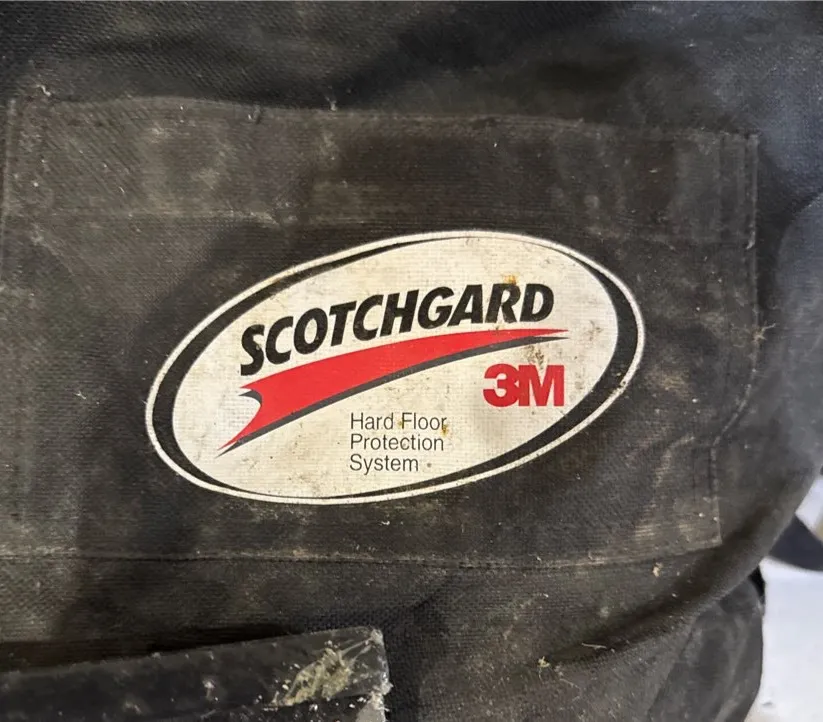 SCOTCHGARD
3M
Hard Floor
Protection
System